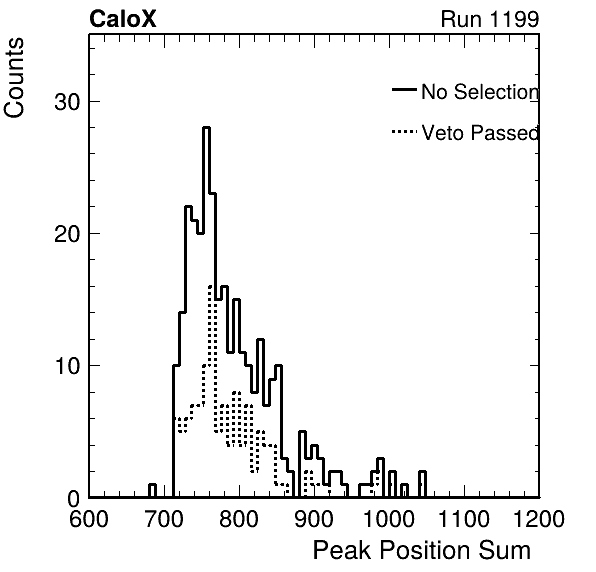 CaloX Run 1199
Counts
No Selection
Veto Passed
30
20
10
0
600 700 800 900 1000 1100 1200
Peak Position Sum